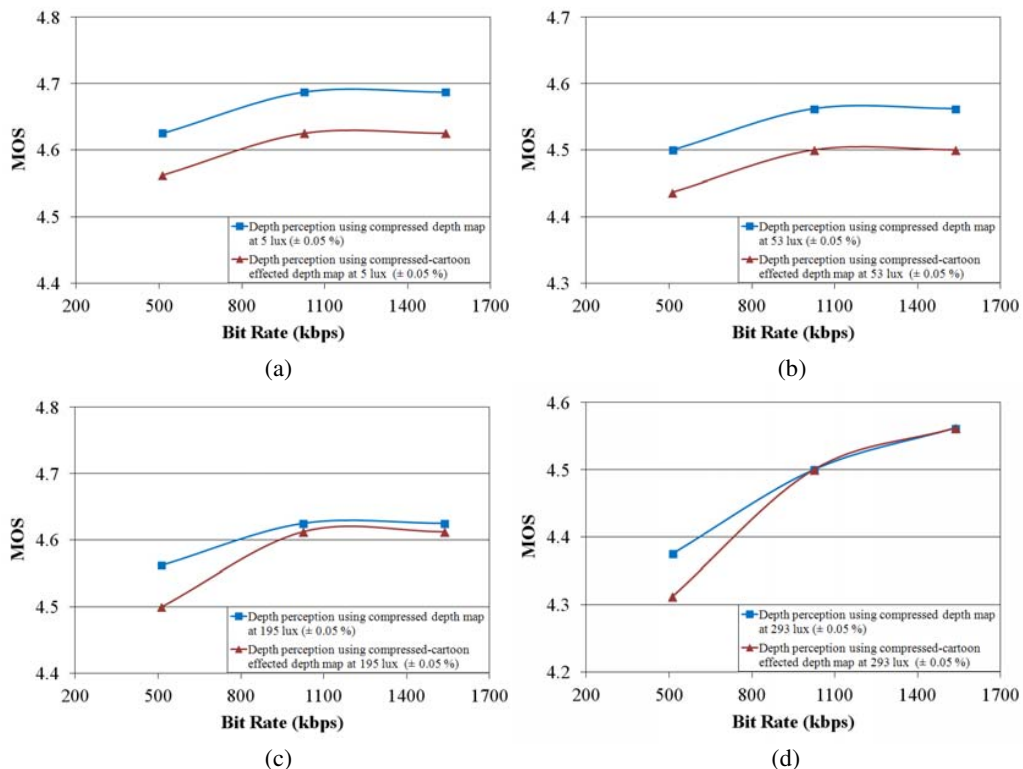 4.8
4.7
4.6
4.5
4.4
MOS
200 500 800 1100 1400 1700
Bit Rate (kbps)
Depth perception using compressed depth map
at 5 lux (± 0.05 %)
Depth perception using compressed-cartoon
effected depth map at 5 lux (± 0.05 %)
(a)
4.7
4.6
4.5
4.4
4.3
MOS
200 500 800 1100 1400 1700
Bit Rate (kbps)
Depth perception using compressed depth map
at 53 lux (± 0.05 %)
Depth perception using compressed-cartoon
effected depth map at 53 lux (± 0.05 %)
(b)
4.8
4.7
4.6
4.5
4.4
MOS
200 500 800 1100 1400 1700
Bit Rate (kbps)
Depth perception using compressed depth map
at 195 lux (± 0.05 %)
Depth perception using compressed-cartoon
effected depth map at 195 lux (± 0.05 %)
(c)
4.6
4.5
4.4
4.3
4.2
MOS
200 500 800 1100 1400 1700
Bit Rate (kbps)
Depth perception using compressed depth map
at 293 lux (± 0.05 %)
Depth perception using compressed-cartoon
effected depth map at 293 lux (± 0.05 %)
(d)